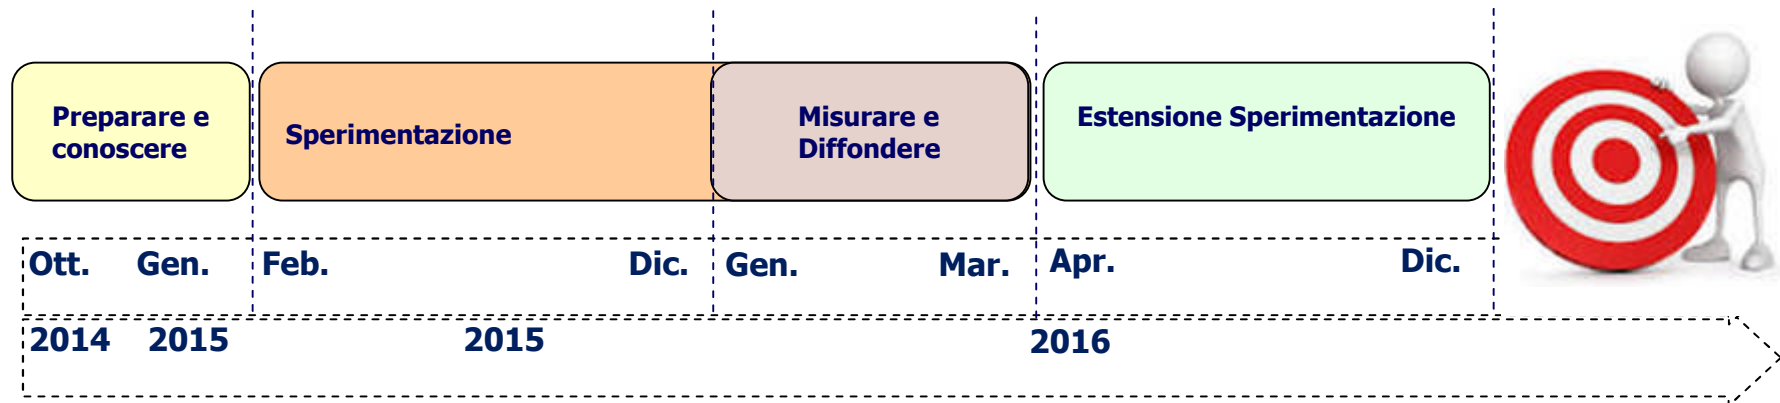 Preparare e
conoscere
Sperimentazione
Misurare e
Diffondere
Estensione Sperimentazione
Ott. Gen. Feb. Dic. Gen. Mar. Apr. Dic.
2014 2015 2015 2016